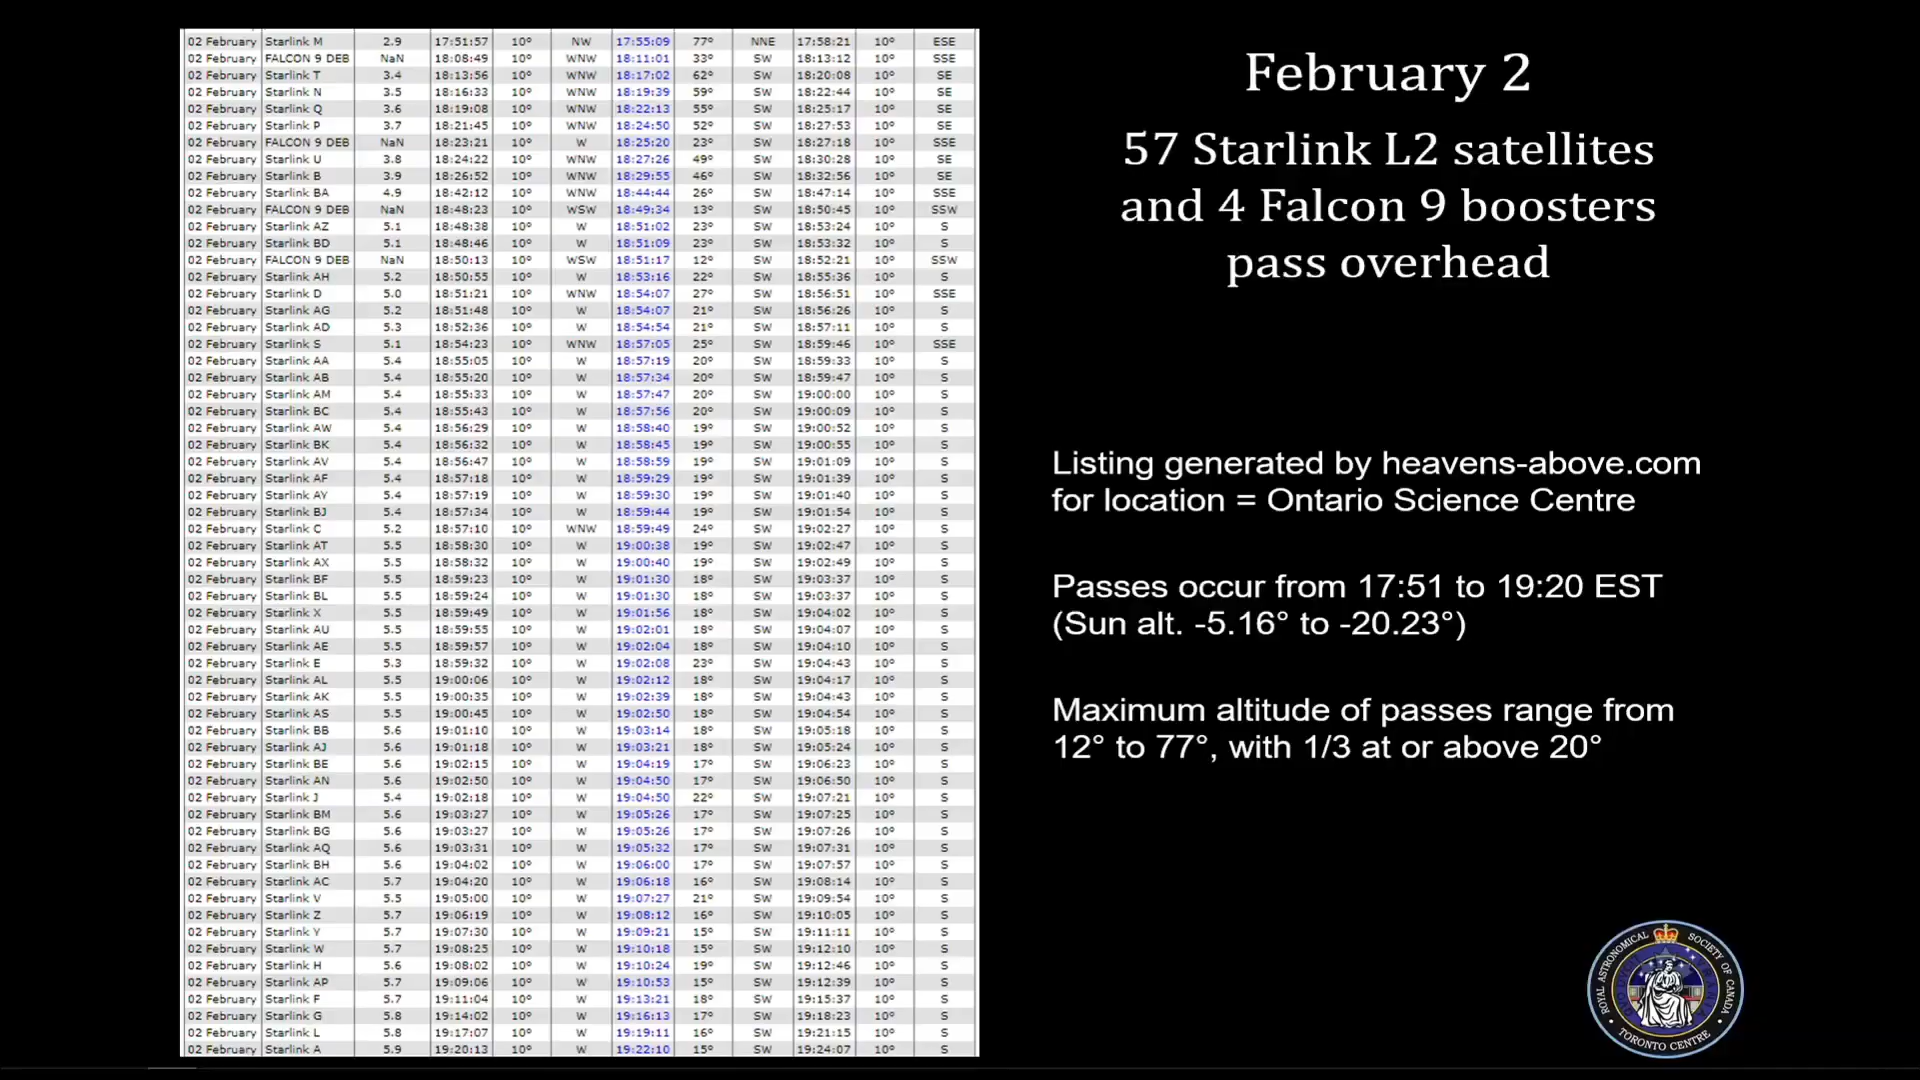 02 February Starlink M 2.9 17:51:57 10° NW 17:55:09 77° NNE 17:58:21 10° ESE
02 February FALCON 9 DEB NaN 18:08:49 10° WNW 18:11:01 33° SW 18:13:12 10° SSE
02 February Starlink T 3.4 18:13:56 10° WNW 18:17:02 62° SW 18:20:08 10° SE
02 February Starlink N 3.5 18:16:33 10° WNW 18:19:39 59° SW 18:22:44 10° SE
02 February Starlink Q 3.6 18:19:08 10° WNW 18:22:13 55° SW 18:25:17 10° SE
02 February Starlink P 3.7 18:21:45 10° WNW 18:24:50 52° SW 18:27:53 10° SE
02 February FALCON 9 DEB NaN 18:23:21 10° W 18:25:20 23° SW 18:27:18 10° SSE
02 February Starlink U 3.8 18:24:22 10° WNW 18:27:26 49° SW 18:30:28 10° SE
02 February Starlink B 3.9 18:26:52 10° WNW 18:29:55 46° SW 18:32:56 10° SE
02 February Starlink BA 4.9 18:42:12 10° WNW 18:44:44 26° SW 18:47:14 10° SSE
02 February FALCON 9 DEB NaN 18:48:23 10° WSW 18:49:34 13° SW 18:50:45 10° SSW
02 February Starlink AZ 5.1 18:48:38 10° W 18:51:02 23° SW 18:53:24 10° S
02 February Starlink BD 5.1 18:48:46 10° W 18:51:09 23° SW 18:53:32 10° S
02 February FALCON 9 DEB NaN 18:50:13 10° WSW 18:51:17 12° SW 18:52:21 10° SSW
02 February Starlink AH 5.2 18:50:55 10° W 18:53:16 22° SW 18:55:36 10° S
02 February Starlink D 5.0 18:51:21 10° WNW 18:54:07 27° SW 18:56:51 10° SSE
02 February Starlink AG 5.2 18:51:48 10° W 18:54:07 21° SW 18:56:26 10° S
02 February Starlink AD 5.3 18:52:36 10° W 18:54:54 21° SW 18:57:11 10° S
02 February Starlink S 5.1 18:54:23 10° WNW 18:57:05 25° SW 18:59:46 10° SSE
02 February Starlink AA 5.4 18:55:05 10° W 18:57:19 20° SW 18:59:33 10° S
02 February Starlink AB 5.4 18:55:20 10° W 18:57:34 20° SW 18:59:47 10° S
02 February Starlink AM 5.4 18:55:33 10° W 18:57:47 20° SW 19:00:00 10° S
02 February Starlink BC 5.4 18:55:43 10° W 18:57:56 20° SW 19:00:09 10° S
02 February Starlink AW 5.4 18:56:29 10° W 18:58:40 19° SW 19:00:52 10° S
02 February Starlink BK 5.4 18:56:32 10° W 18:58:45 19° SW 19:00:55 10° S
02 February Starlink AV 5.4 18:56:47 10° W 18:58:59 19° SW 19:01:09 10° S
02 February Starlink AF 5.4 18:57:18 10° W 18:59:29 19° SW 19:01:39 10° S
02 February Starlink AY 5.4 18:57:19 10° W 18:59:30 19° SW 19:01:40 10° S
02 February Starlink BJ 5.4 18:57:34 10° W 18:59:44 19° SW 19:01:54 10° S
02 February Starlink C 5.2 18:57:10 10° WNW 18:59:49 24° SW 19:02:27 10° S
02 February Starlink AT 5.5 18:58:30 10° W 19:00:38 19° SW 19:02:47 10° S
02 February Starlink AX 5.5 18:58:32 10° W 19:00:40 19° SW 19:02:49 10° S
02 February Starlink BF 5.5 18:59:23 10° W 19:01:30 18° SW 19:03:37 10° S
02 February Starlink BL 5.5 18:59:24 10° W 19:01:30 18° SW 19:03:37 10° S
02 February Starlink X 5.5 18:59:49 10° W 19:01:56 18° SW 19:04:02 10° S
02 February Starlink AU 5.5 18:59:55 10° W 19:02:01 18° SW 19:04:07 10° S
02 February Starlink AE 5.5 18:59:57 10° W 19:02:04 18° SW 19:04:10 10° S
02 February Starlink E 5.3 18:59:32 10° W 19:02:08 23° SW 19:04:43 10° S
02 February Starlink AL 5.5 19:00:06 10° W 19:02:12 18° SW 19:04:17 10° S
02 February Starlink AK 5.5 19:00:35 10° W 19:02:39 18° SW 19:04:43 10° S
02 February Starlink AS 5.5 19:00:45 10° W 19:02:50 18° SW 19:04:54 10° S
02 February Starlink BB 5.6 19:01:10 10° W 19:03:14 18° SW 19:05:18 10° S
02 February Starlink AJ 5.6 19:01:18 10° W 19:03:21 18° SW 19:05:24 10° S
02 February Starlink BE 5.6 19:02:15 10° W 19:04:19 17° SW 19:06:23 10° S
02 February Starlink AN 5.6 19:02:50 10° W 19:04:50 17° SW 19:06:50 10° S
02 February Starlink J 5.4 19:02:18 10° W 19:04:50 22° SW 19:07:21 10° S
02 February Starlink BM 5.6 19:03:27 10° W 19:05:26 17° SW 19:07:25 10° S
02 February Starlink BG 5.6 19:03:27 10° W 19:05:26 17° SW 19:07:26 10° S
02 February Starlink AQ 5.6 19:03:31 10° W 19:05:32 17° SW 19:07:31 10° S
02 February Starlink BH 5.6 19:04:02 10° W 19:06:00 17° SW 19:07:57 10° S
02 February Starlink AC 5.7 19:04:20 10° W 19:06:18 16° SW 19:08:14 10° S
02 February Starlink V 5.5 19:05:00 10° W 19:07:27 21° SW 19:09:54 10° S
02 February Starlink Z 5.7 19:06:19 10° W 19:08:12 16° SW 19:10:05 10° S
02 February Starlink Y 5.7 19:07:30 10° W 19:09:21 15° SW 19:11:11 10° S
02 February Starlink W 5.7 19:08:25 10° W 19:10:18 15° SW 19:12:10 10° S
02 February Starlink H 5.6 19:08:02 10° W 19:10:24 19° SW 19:12:46 10° S
02 February Starlink AP 5.7 19:09:06 10° W 19:10:53 15° SW 19:12:39 10° S
02 February Starlink F 5.7 19:11:04 10° W 19:13:21 18° SW 19:15:37 10° S
02 February Starlink G 5.8 19:14:02 10° W 19:16:13 17° SW 19:18:23 10° S
02 February Starlink L 5.8 19:17:07 10° W 19:19:11 16° SW 19:21:15 10° S
02 February Starlink A 5.9 19:20:13 10° W 19:22:10 15° SW 19:24:07 10° S
February 2
57 Starlink L2 satellites
and 4 Falcon 9 boosters
pass overhead
Listing generated by heavens-above.com
for location = Ontario Science Centre
Passes occur from 17:51 to 19:20 EST
(Sun alt. -5.16° to -20.23°)
Maximum altitude of passes range from
12° to 77°, with 1/3 at or above 20°
ROYAL ASTRONOMICAL SOCIETY OF CANADA
TORONTO CENTRE